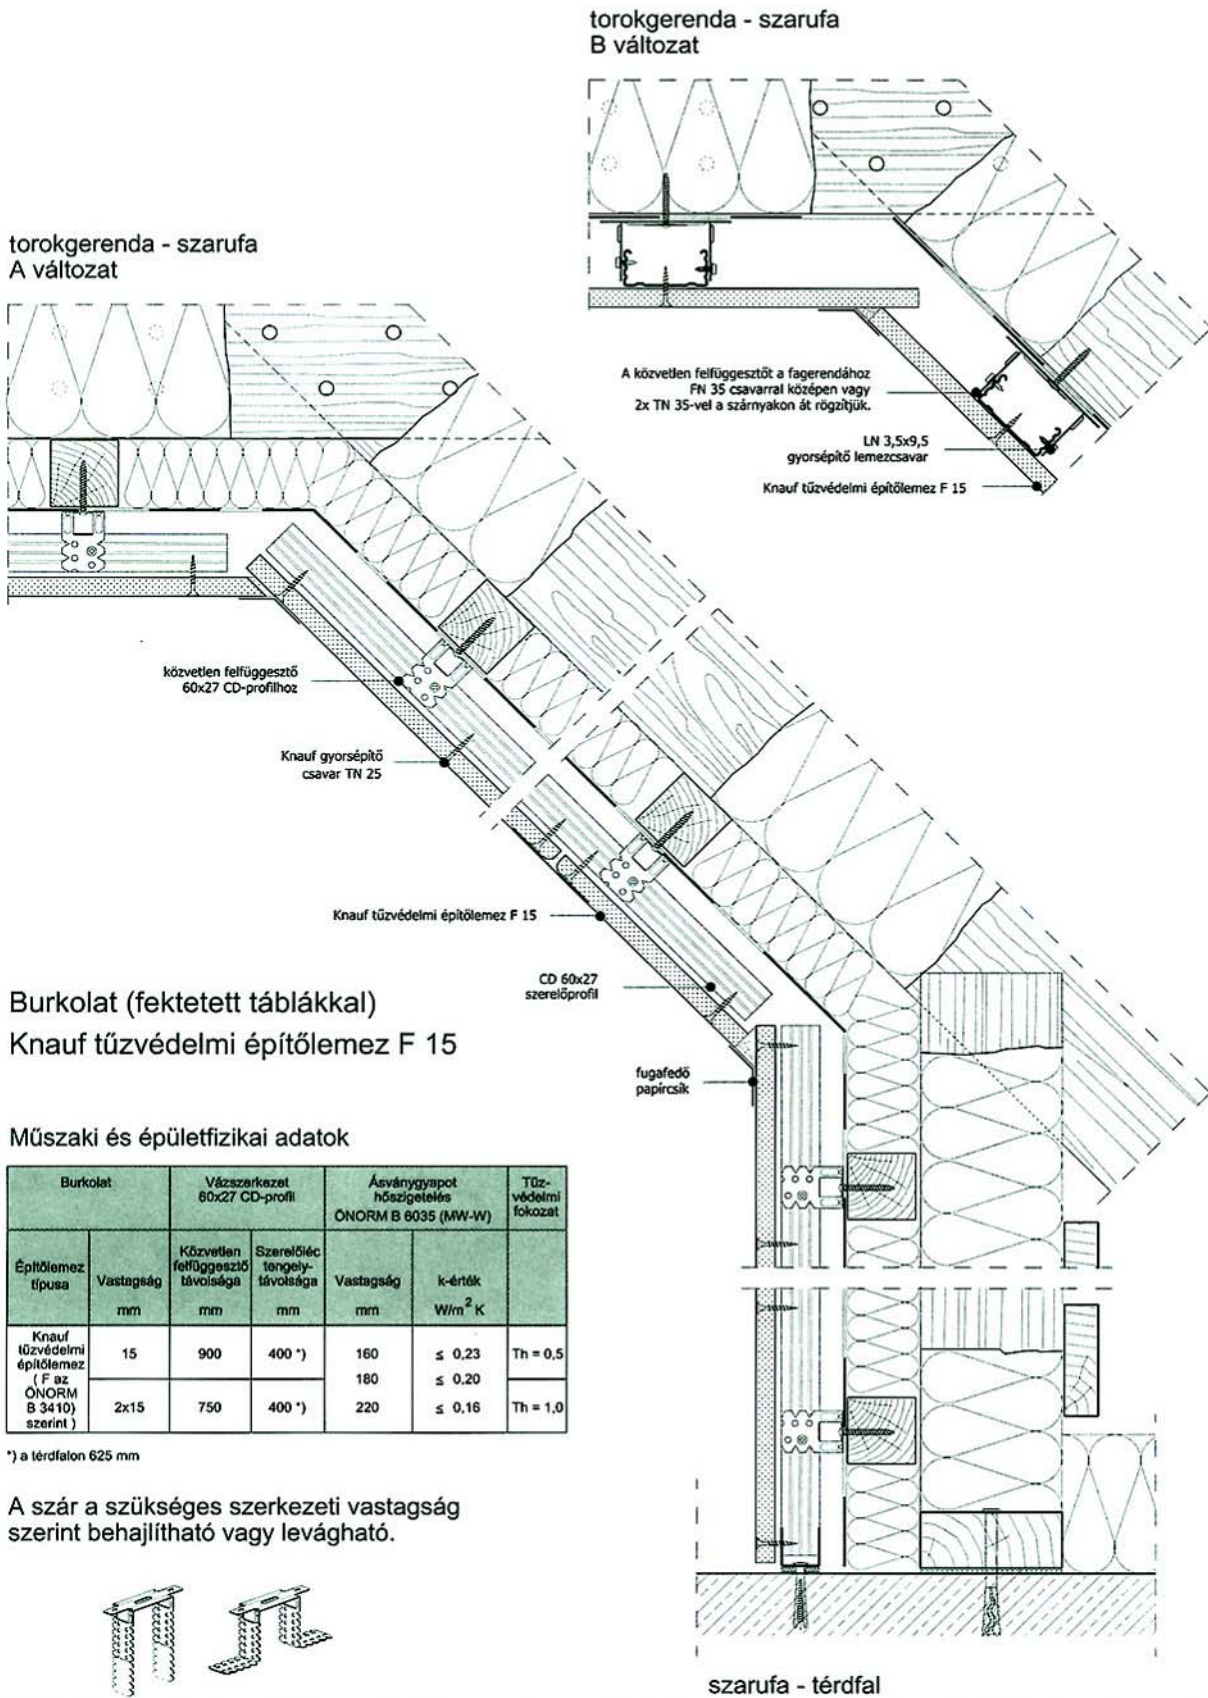 torokgerenda - szarufa
B változat
torokgerenda - szarufa
A változat
A közvetlen felfüggesztőt a fagerendához
FN 35 csavarral középen vagy
2x TN 35-vel a szárnyakon át rögzítjük.
LN 3,5x9,5
gyorsépítő lemezcsavar
Knauf tűzvédelmi építőlemez F 15
közvetlen felfüggesztő
60x27 CD-profilhoz
Knauf gyorsépítő
csavar TN 25
Knauf tűzvédelmi építőlemez F 15
CD 60x27
szerelőprofil
fugafedő
papírcsík
Burkolat (fektetett táblákkal)
Knauf tűzvédelmi építőlemez F 15
Műszaki és épületfizikai adatok
Burkolat
Vázszerkezet
60x27 CD-profil
Ásványgyapot
hőszigetelés
ÖNORM B 6035 (MW-W)
Tűz-
védelmi
fokozat
Építőlemez
típusa
Vastagság
mm
Közvetlen
felfüggesztő
távolsága
mm
Szerelőléc
tengely-
távolsága
mm
Vastagság
mm
k-érték
W/m² K
Knauf
tűzvédelmi
építőlemez
( F az
ÖNORM
B 3410)
szerint )
15
900
400 *)
160
≤ 0,23
Th = 0,5
180
≤ 0,20
2x15
750
400 *)
220
≤ 0,16
Th = 1,0
*) a térdfalon 625 mm
A szár a szükséges szerkezeti vastagság
szerint behajlítható vagy levágható.
szarufa - térdfal